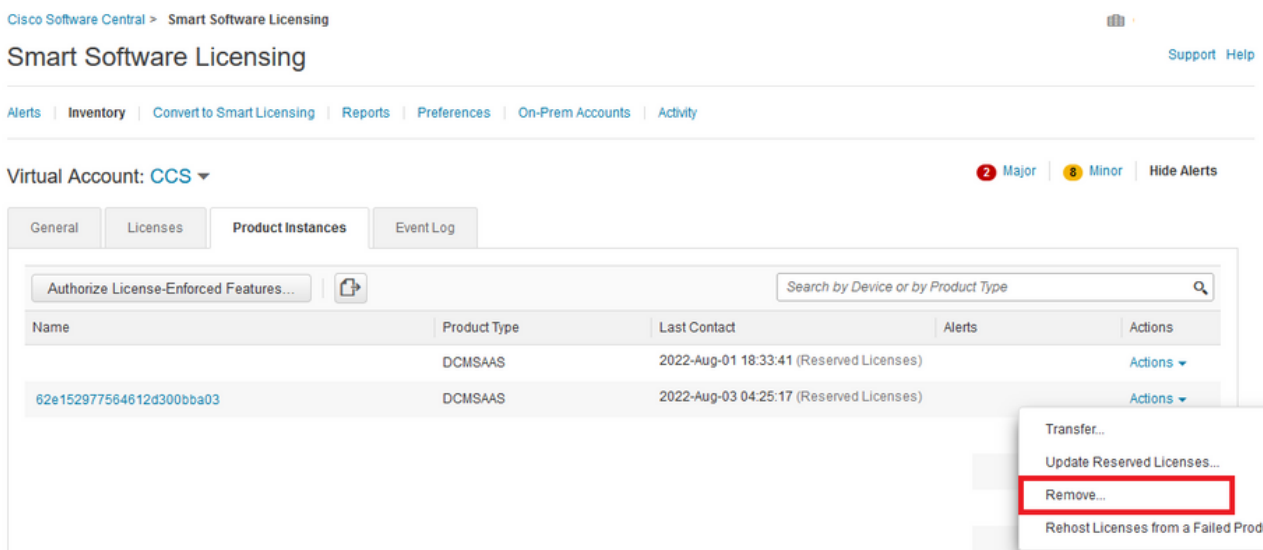 Cisco Software Central > Smart Software Licensing
Smart Software Licensing
Support Help
Alerts | Inventory | Convert to Smart Licensing | Reports | Preferences | On-Prem Accounts | Activity
Virtual Account: CCS
2 Major | 8 Minor | Hide Alerts
General Licenses Product Instances Event Log
Authorize License-Enforced Features... Search by Device or by Product Type
Name Product Type Last Contact Alerts Actions
DCMSAAS 2022-Aug-01 18:33:41 (Reserved Licenses) Actions
62e152977564612d300bba03 DCMSAAS 2022-Aug-03 04:25:17 (Reserved Licenses) Actions
Transfer...
Update Reserved Licenses...
Remove...
Rehost Licenses from a Failed Prod